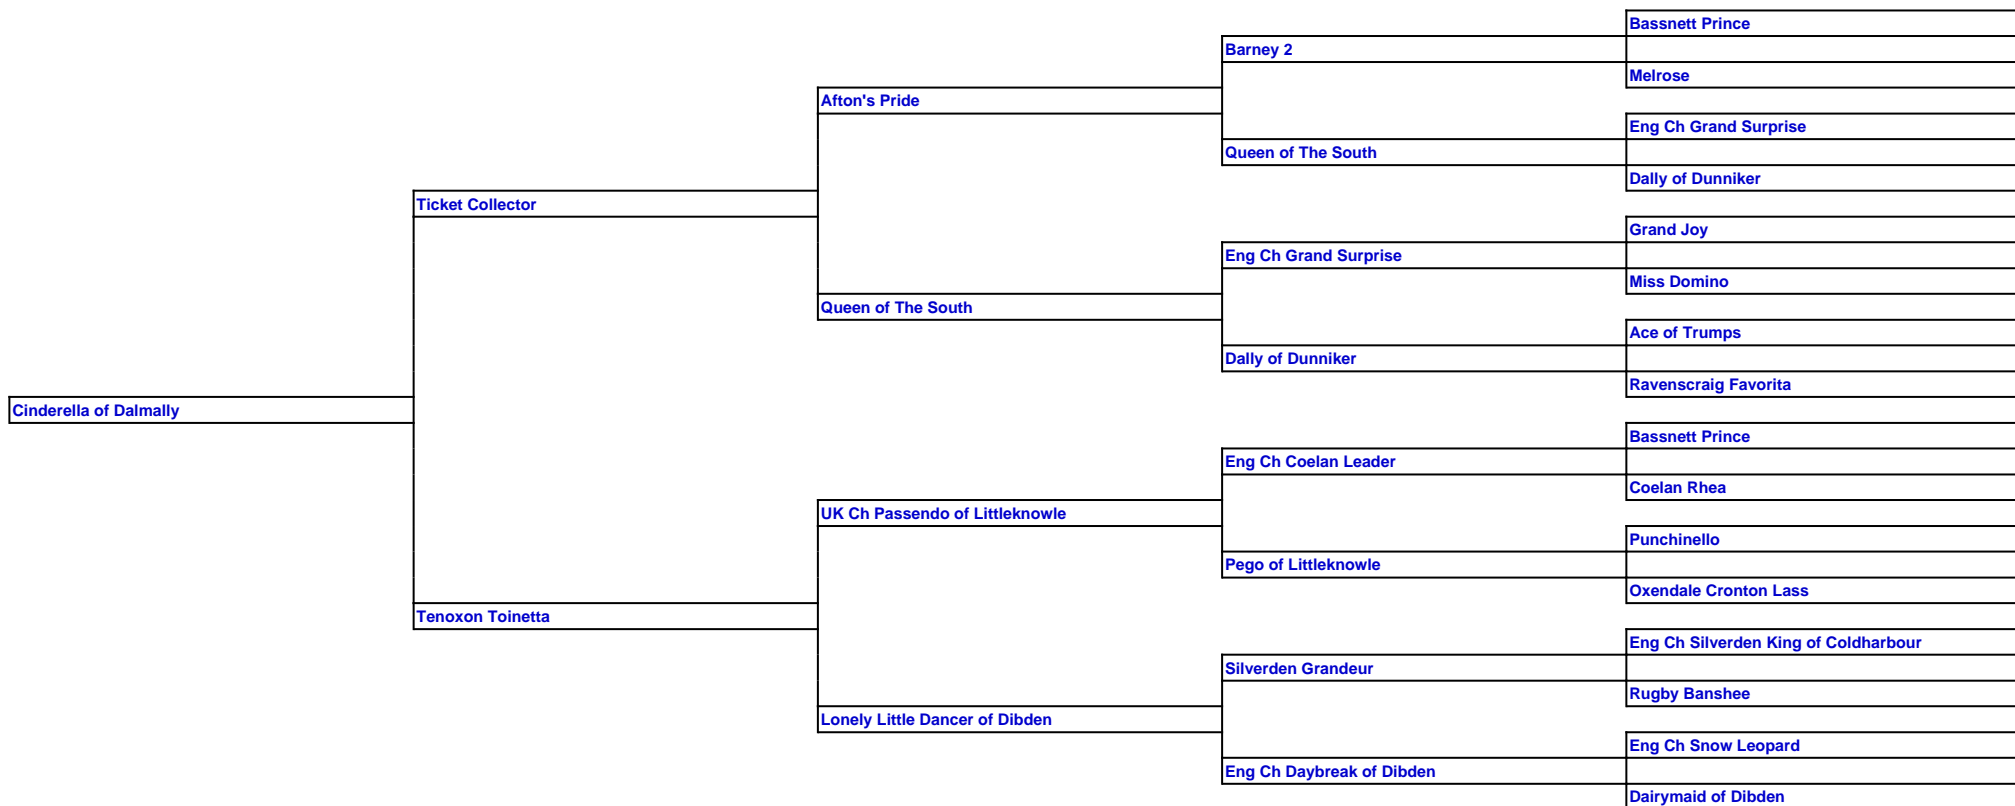 Bassnett Prince
Barney 2
Melrose
Afton's Pride
Eng Ch Grand Surprise
Queen of The South
Dally of Dunniker
Ticket Collector
Grand Joy
Eng Ch Grand Surprise
Miss Domino
Queen of The South
Ace of Trumps
Dally of Dunniker
Ravenscraig Favorita
Cinderella of Dalmally
Bassnett Prince
Eng Ch Coelan Leader
Coelan Rhea
UK Ch Passendo of Littleknowle
Punchinello
Pego of Littleknowle
Oxendale Cronton Lass
Tenoxon Toinetta
Eng Ch Silverden King of Coldharbour
Silverden Grandeur
Rugby Banshee
Lonely Little Dancer of Dibden
Eng Ch Snow Leopard
Eng Ch Daybreak of Dibden
Dairymaid of Dibden